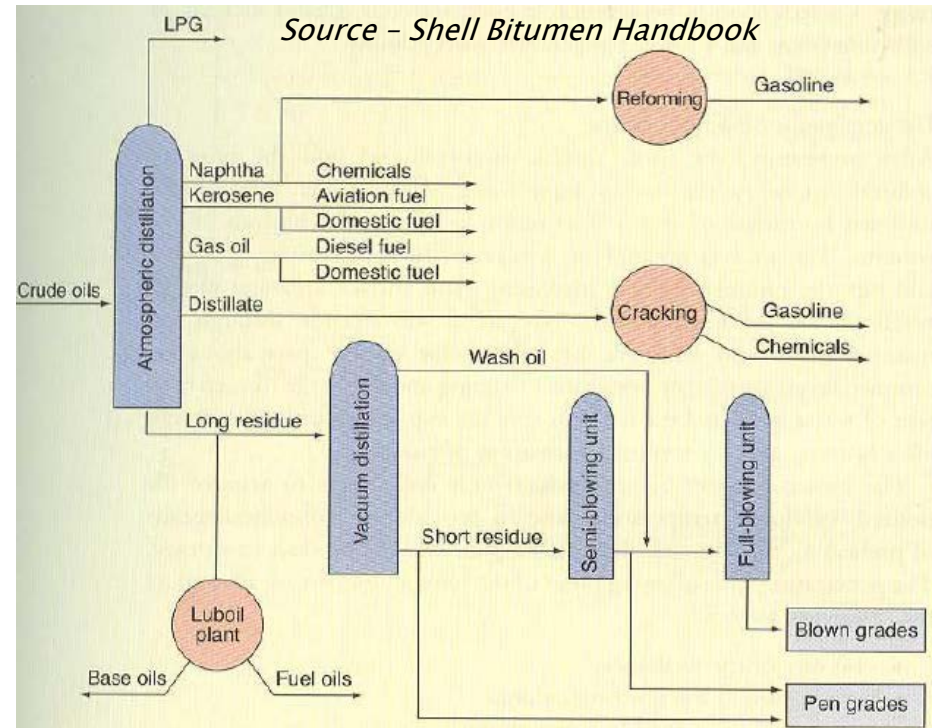 LPG
Source – Shell Bitumen Handbook
Reforming
Gasoline
Naphtha
Chemicals
Kerosene
Aviation fuel
Domestic fuel
Gas oil
Diesel fuel
Domestic fuel
Crude oils
Atmospheric distillation
Distillate
Cracking
Gasoline
Chemicals
Wash oil
Long residue
Vacuum distillation
Short residue
Semi-blowing unit
Full-blowing unit
Luboil
plant
Base oils
Fuel oils
Blown grades
Pen grades